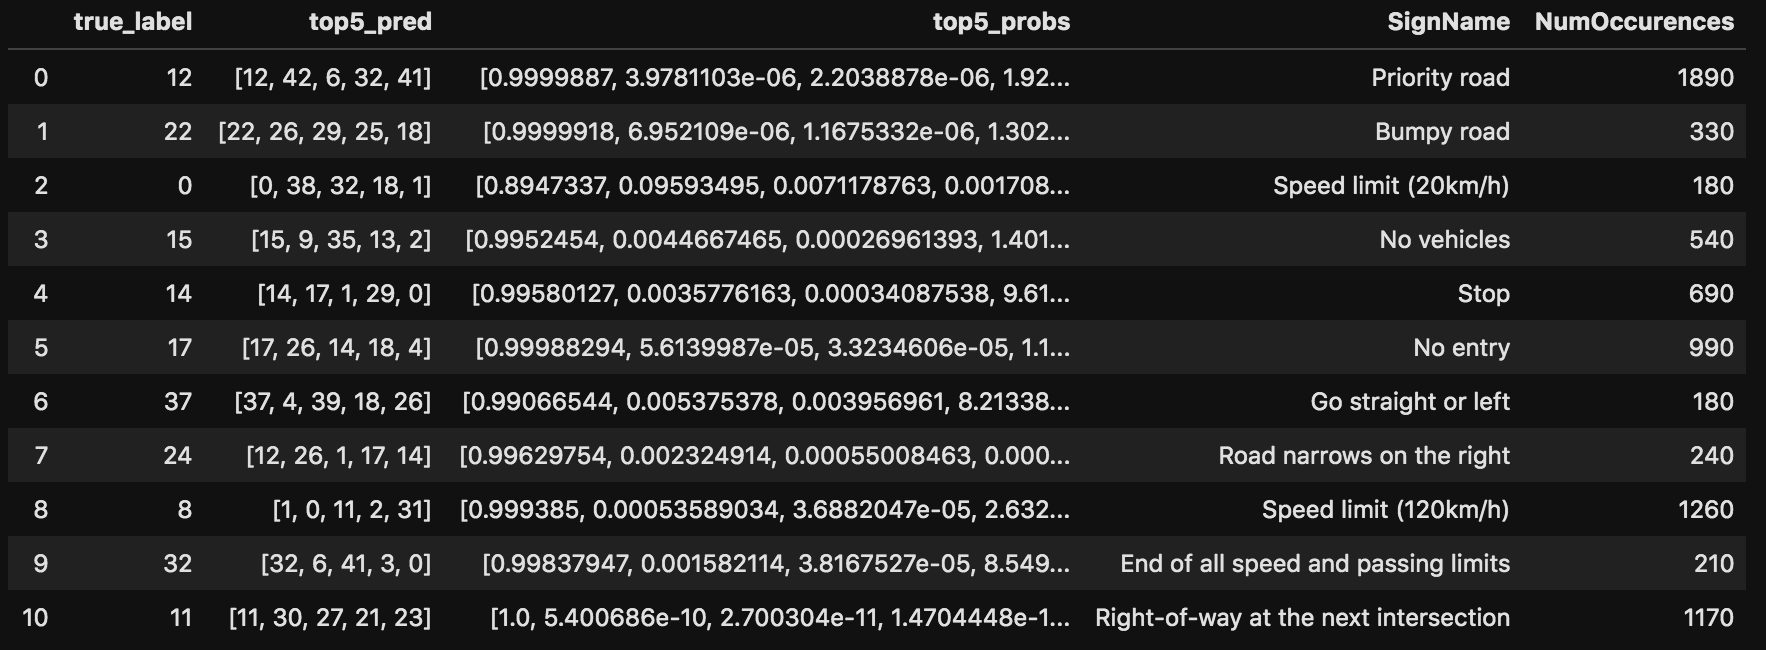 true_label top5_pred top5_probs SignName NumOccurences
0 12 [12, 42, 6, 32, 41] [0.9999887, 3.9781103e-06, 2.2038878e-06, 1.92... Priority road 1890
1 22 [22, 26, 29, 25, 18] [0.9999918, 6.952109e-06, 1.1675332e-06, 1.302... Bumpy road 330
2 0 [0, 38, 32, 18, 1] [0.8947337, 0.09593495, 0.0071178763, 0.001708... Speed limit (20km/h) 180
3 15 [15, 9, 35, 13, 2] [0.9952454, 0.0044667465, 0.00026961393, 1.401... No vehicles 540
4 14 [14, 17, 1, 29, 0] [0.99580127, 0.0035776163, 0.00034087538, 9.61... Stop 690
5 17 [17, 26, 14, 18, 4] [0.99988294, 5.6139987e-05, 3.3234606e-05, 1.1... No entry 990
6 37 [37, 4, 39, 18, 26] [0.99066544, 0.005375378, 0.003956961, 8.21338... Go straight or left 180
7 24 [12, 26, 1, 17, 14] [0.99629754, 0.002324914, 0.00055008463, 0.000... Road narrows on the right 240
8 8 [1, 0, 11, 2, 31] [0.999385, 0.00053589034, 3.6882047e-05, 2.632... Speed limit (120km/h) 1260
9 32 [32, 6, 41, 3, 0] [0.99837947, 0.001582114, 3.8167527e-05, 8.549... End of all speed and passing limits 210
10 11 [11, 30, 27, 21, 23] [1.0, 5.400686e-10, 2.700304e-11, 1.4704448e-1... Right-of-way at the next intersection 1170